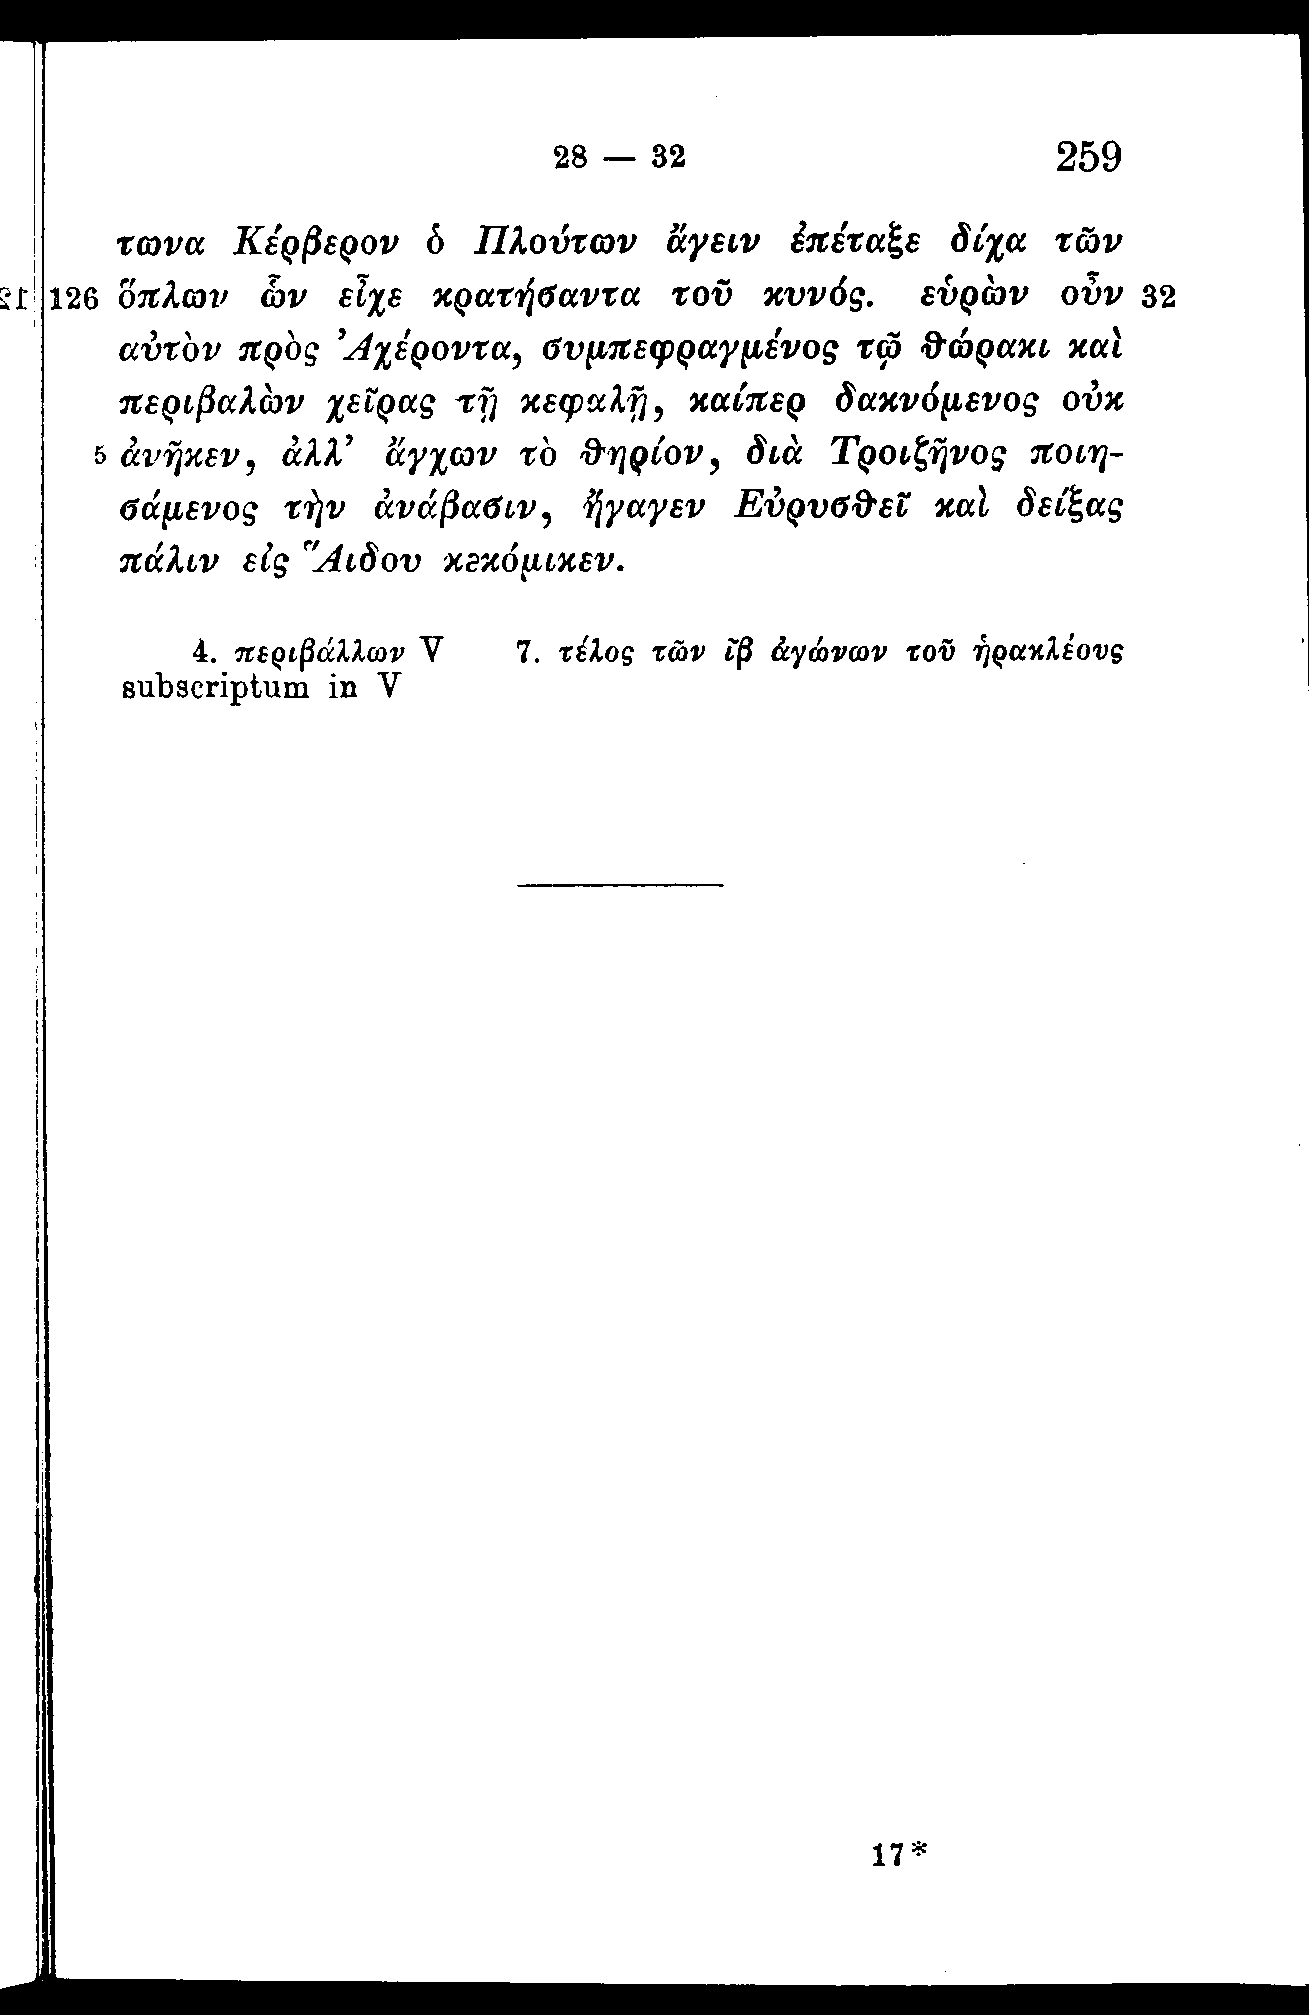 28 — 32 259
τωνα Κέρβερον ὁ Πλούτων ἄγειν ἐπέταξε δίχα τῶν
126 ὅπλων ὧν εἶχε κρατήσαντα τοῦ κυνός. εὑρὼν οὖν 32
αὐτὸν πρὸς Ἀχέροντα, συμπεφραγμένος τῷ θώρακι καὶ
περιβαλὼν χεῖρας τῇ κεφαλῇ, καίπερ δακνόμενος οὐκ
5 ἀνῆκεν, ἀλλ’ ἄγχων τὸ θηρίον, διὰ Τροιζῆνος ποιη-
σάμενος τὴν ἀνάβασιν, ἤγαγεν Εὐρυσθεῖ καὶ δείξας
πάλιν εἰς Ἅιδου κεκόμικεν.
4. περιβάλλων V 7. τέλος τῶν ῑβ ἀγώνων τοῦ ἡρακλέους
subscriptum in V
17*